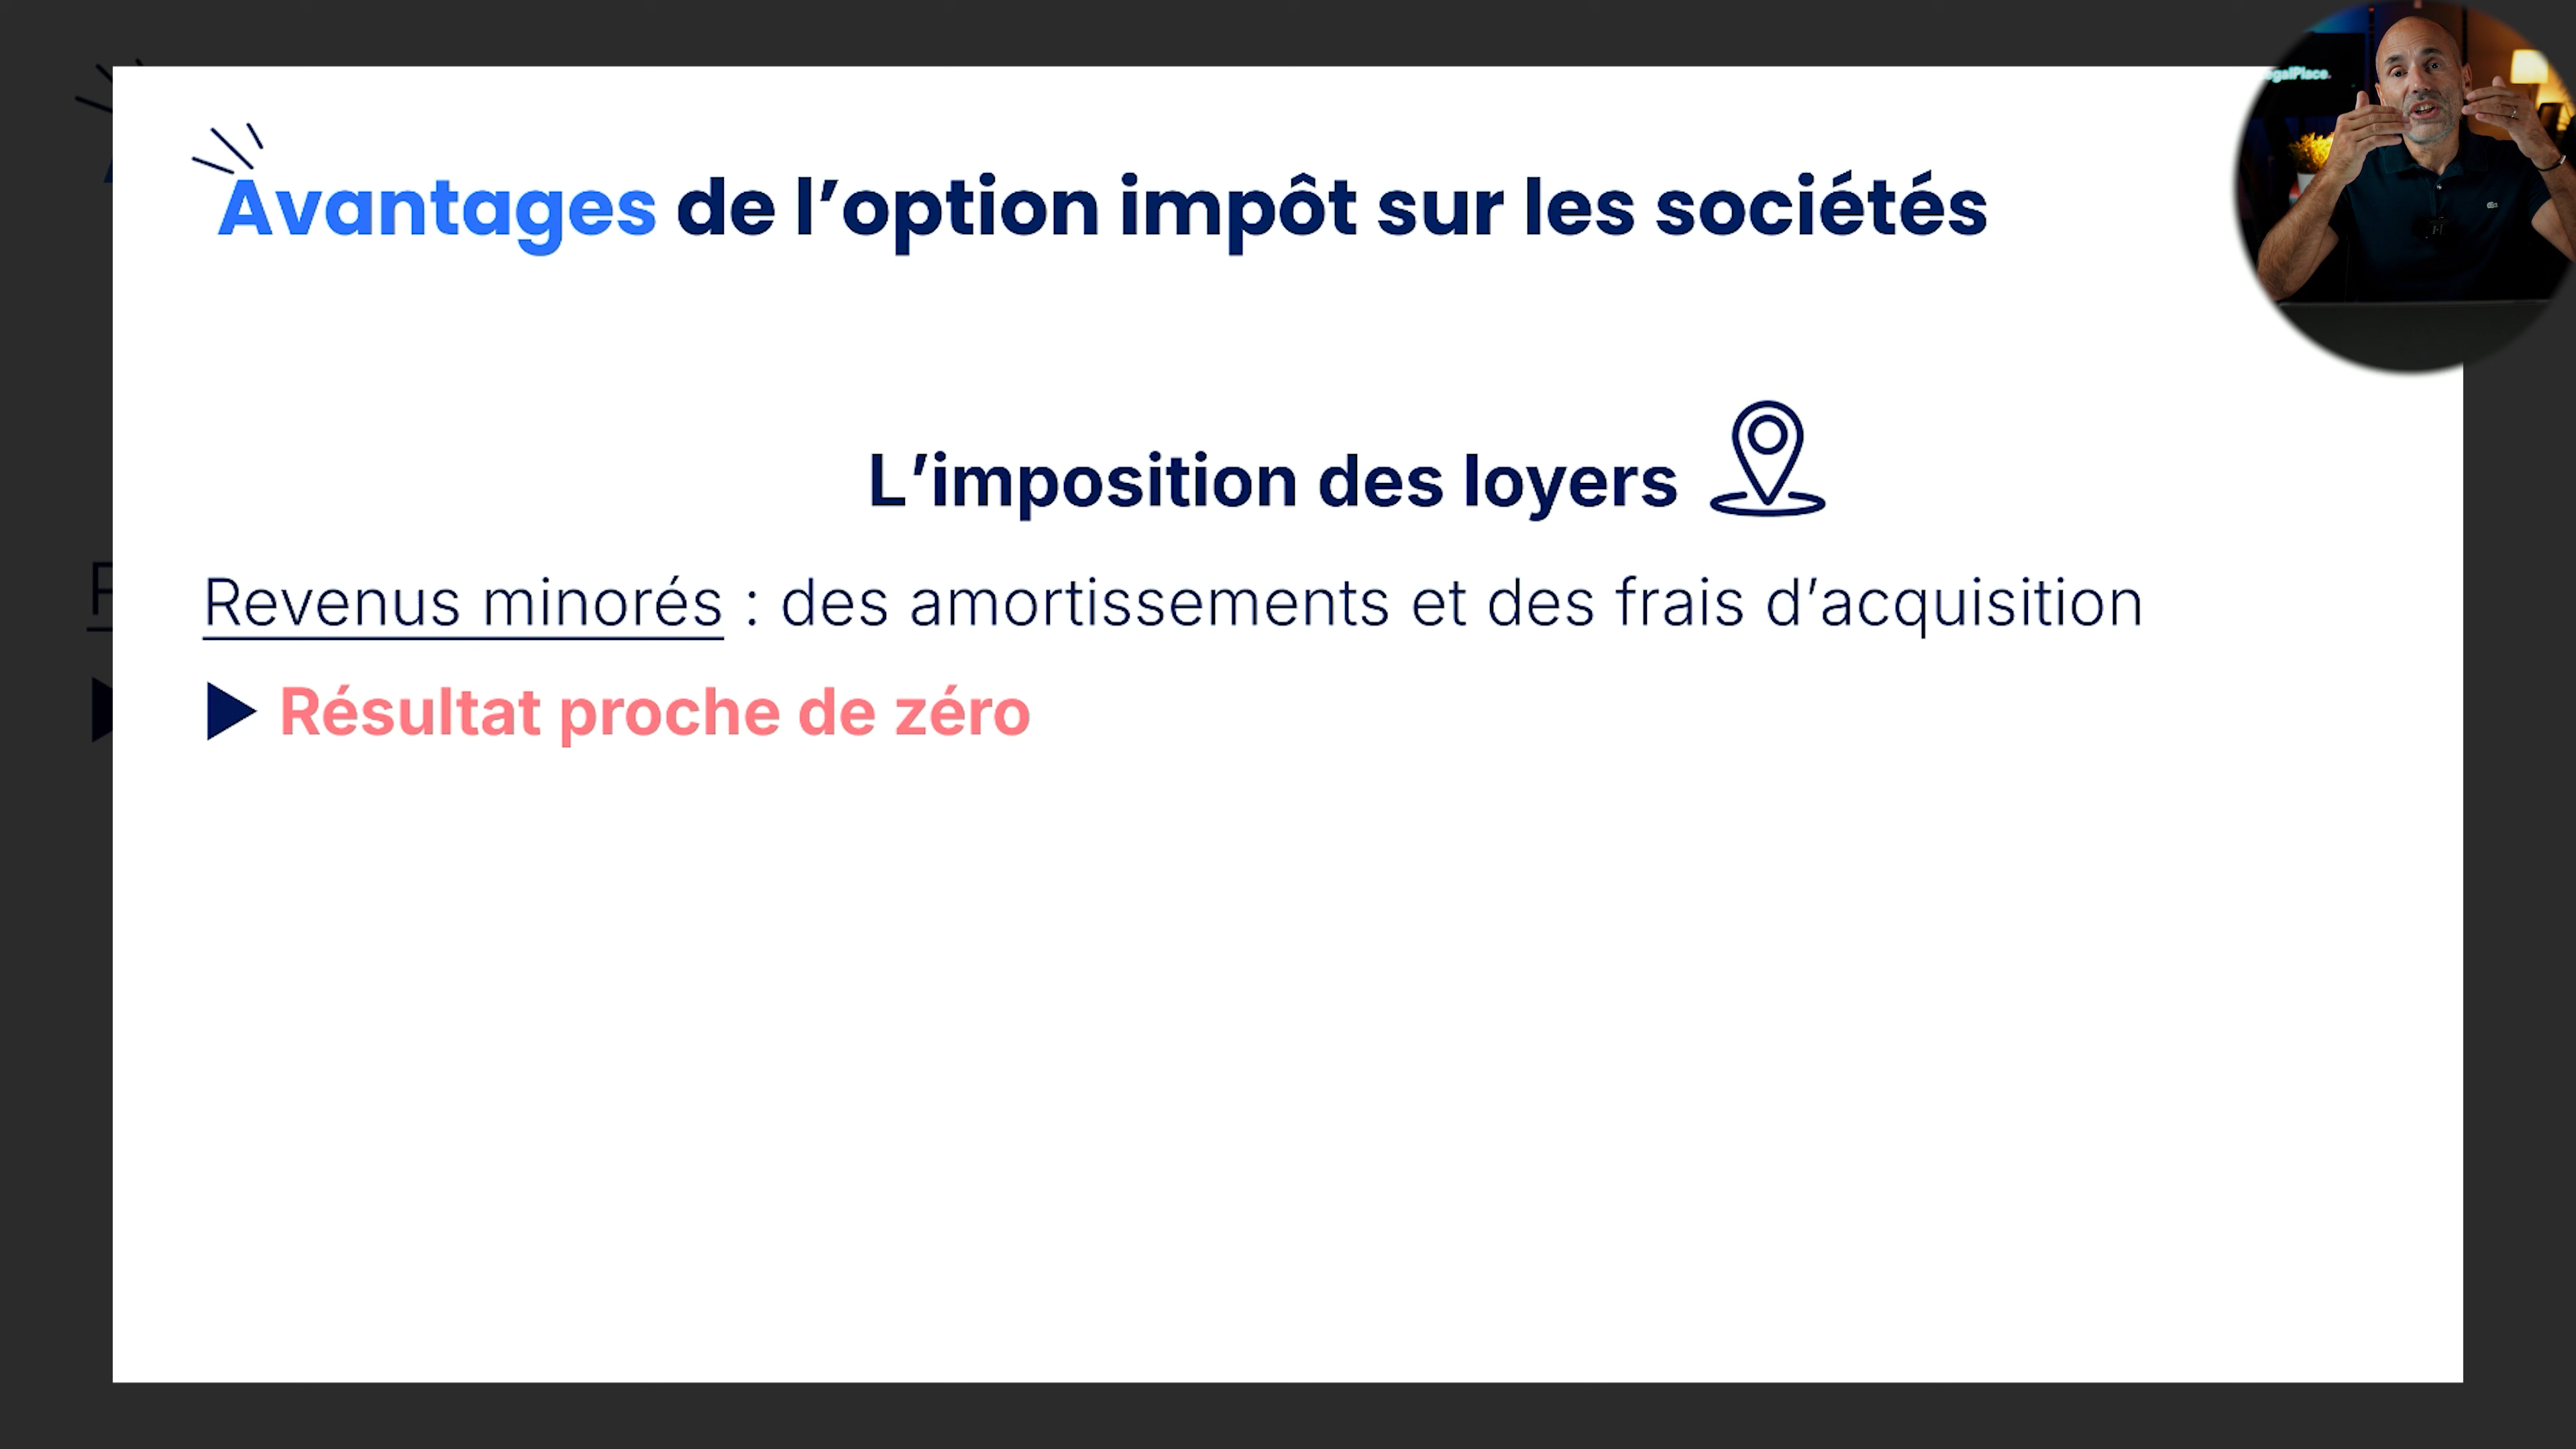 Avantages de l’option impôt sur les sociétés
L’imposition des loyers
Revenus minorés : des amortissements et des frais d’acquisition
Résultat proche de zéro